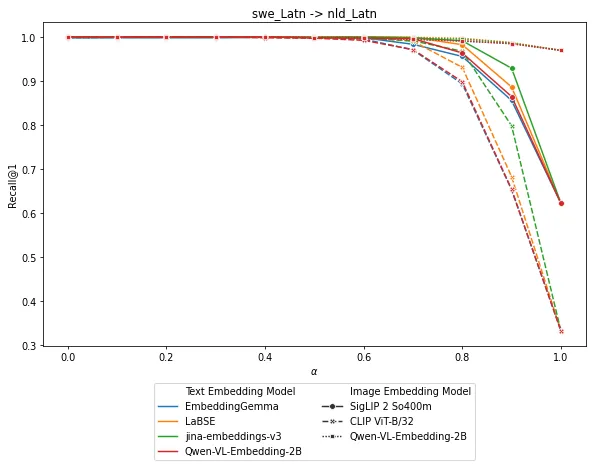 swe_Latn -> nld_Latn
Recall@1
1.0
0.9
0.8
0.7
0.6
0.5
0.4
0.3
0.0 0.2 0.4 0.6 0.8 1.0
α
Text Embedding Model Image Embedding Model
EmbeddingGemma SigLIP 2 So400m
LaBSE CLIP ViT-B/32
jina-embeddings-v3 Qwen-VL-Embedding-2B
Qwen-VL-Embedding-2B